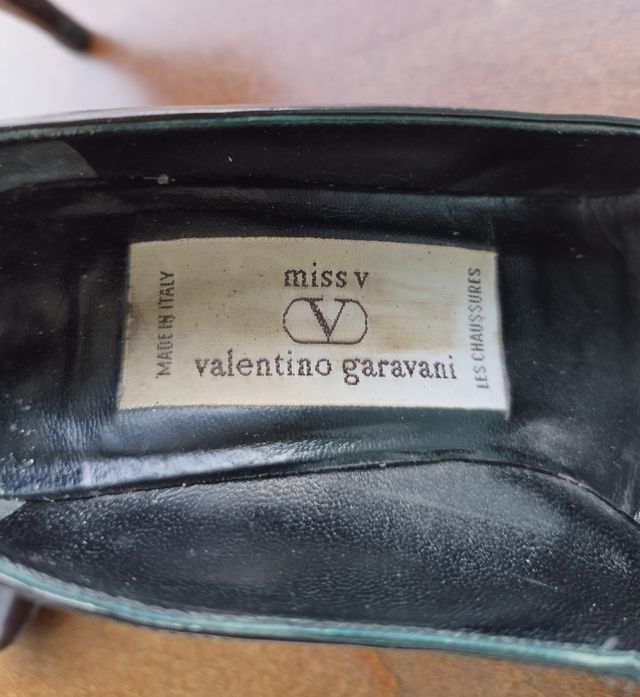 MADE IN ITALY
miss v
V
valentino garavani
LES CHAUSSURES